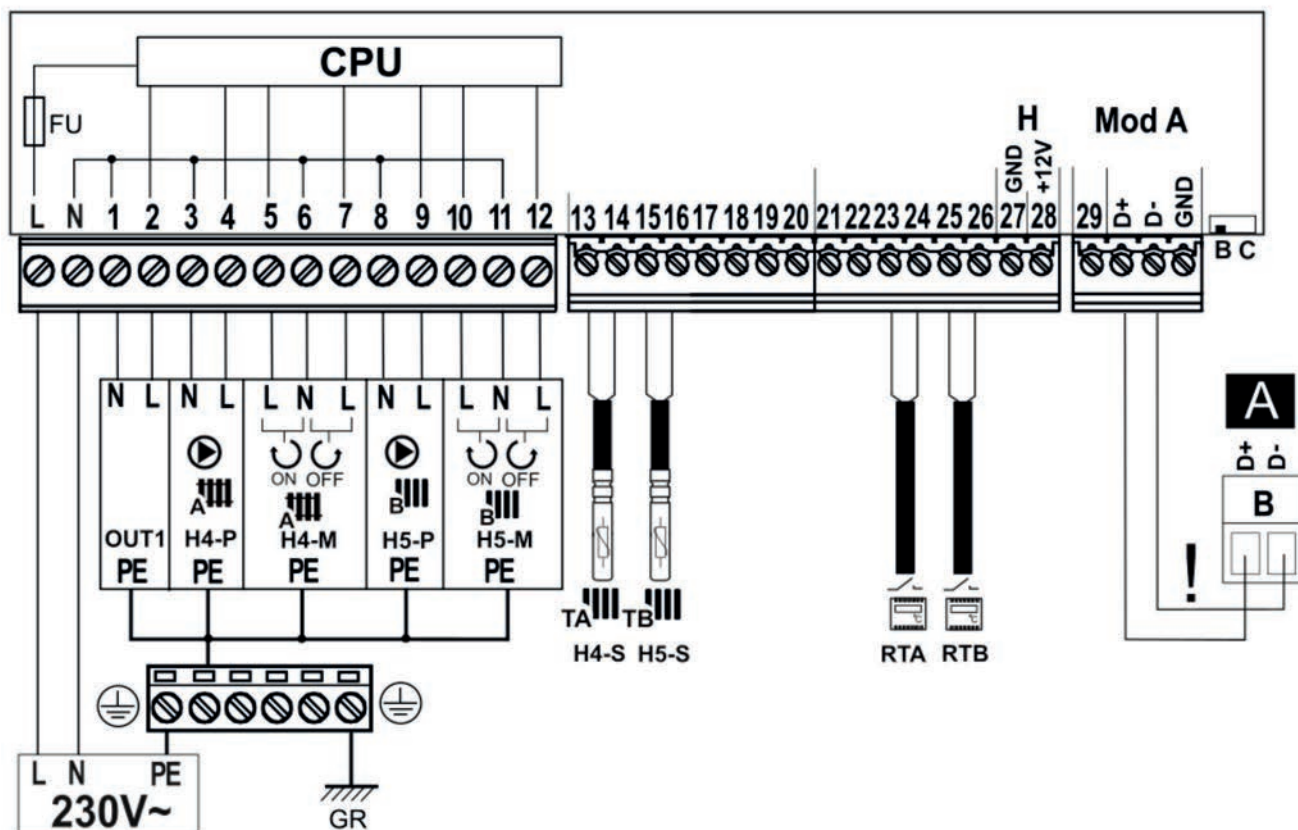 CPU
FU
H Mod A
GND +12V D+ D- GND
L N 1 2 3 4 5 6 7 8 9 10 11 12 13 14 15 16 17 18 19 20 21 22 23 24 25 26 27 28 29
B C
N L N L L N L N L L N L
A
D+ D-
ON OFF ON OFF
A A B B
B
OUT1 H4-P H4-M H5-P H5-M
PE PE PE PE PE
!
TA TB
°C °C
H4-S H5-S RTA RTB
L N PE
230V~
GR